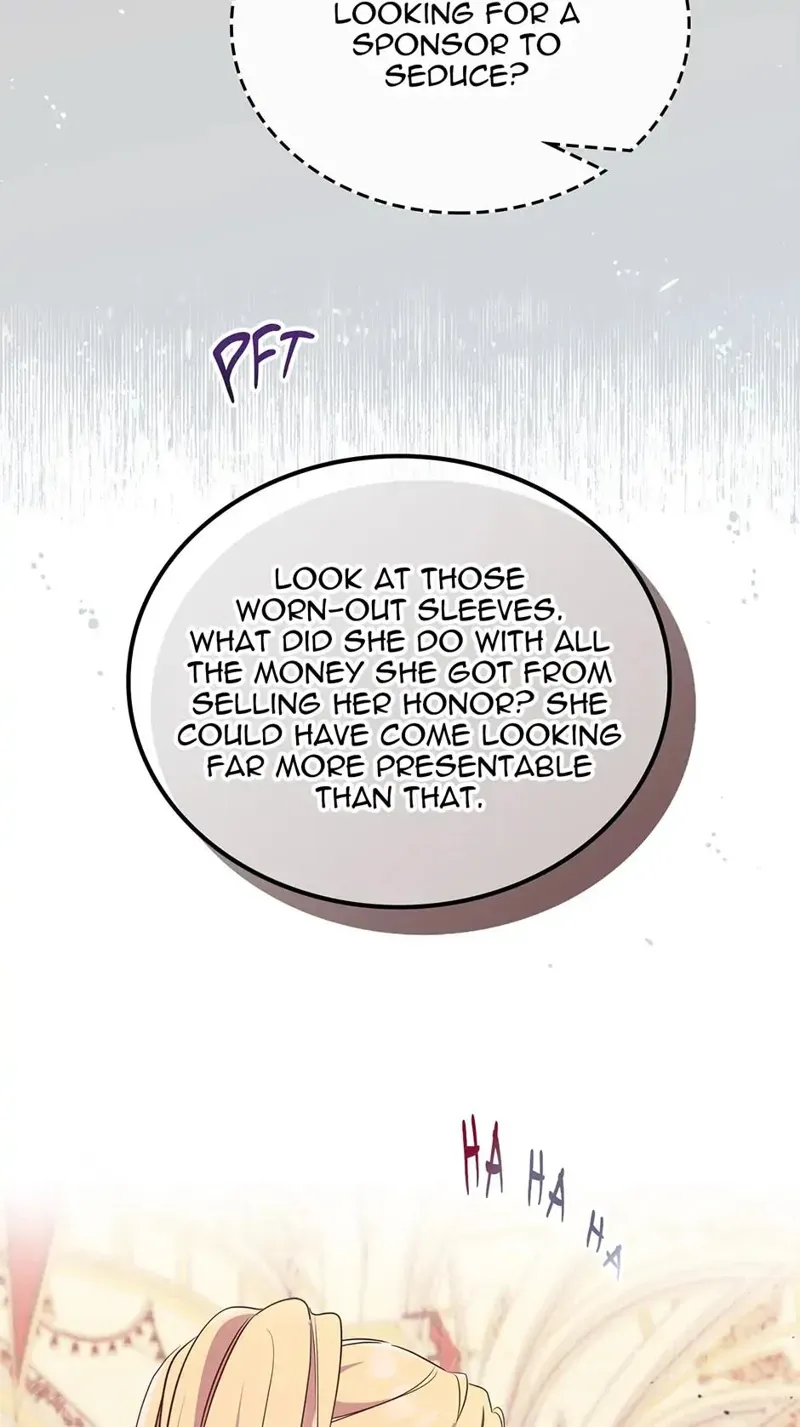 LOOKING FOR A
SPONSOR TO
SEDUCE?
PFT
LOOK AT THOSE
WORN-OUT SLEEVES.
WHAT DID SHE DO WITH ALL
THE MONEY SHE GOT FROM
SELLING HER HONOR? SHE
COULD HAVE COME LOOKING
FAR MORE PRESENTABLE
THAN THAT.
HA HA HA